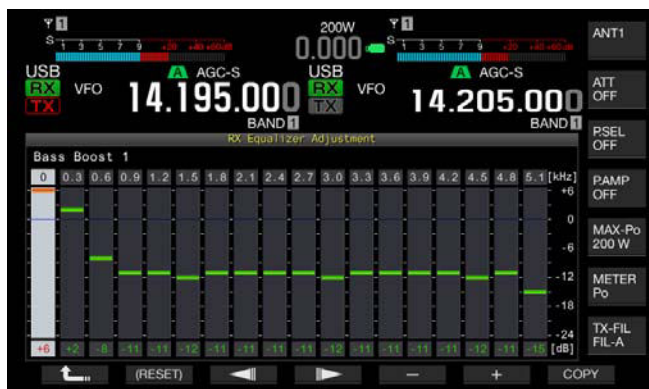 1 200W 1
S 1 3 5 7 9 +20 +40 +60dB 0.000 S 1 3 5 7 9 +20 +40 +60dB
ANT1
USB A AGC-S USB A AGC-S
RX VFO 14.195.000 RX VFO 14.205.000
TX TX
BAND 1 BAND 1
ATT
OFF
RX Equalizer Adjustment
P.SEL
OFF
Bass Boost 1
0 0.3 0.6 0.9 1.2 1.5 1.8 2.1 2.4 2.7 3.0 3.3 3.6 3.9 4.2 4.5 4.8 5.1 [kHz]
+6
0
-6
-12
-18
-24
+6 +2 -8 -11 -11 -12 -11 -11 -11 -11 -12 -11 -11 -11 -11 -12 -11 -15 [dB]
P.AMP
OFF
MAX-Po
200 W
METER
Po
TX-FIL
FIL-A
(RESET) − + COPY